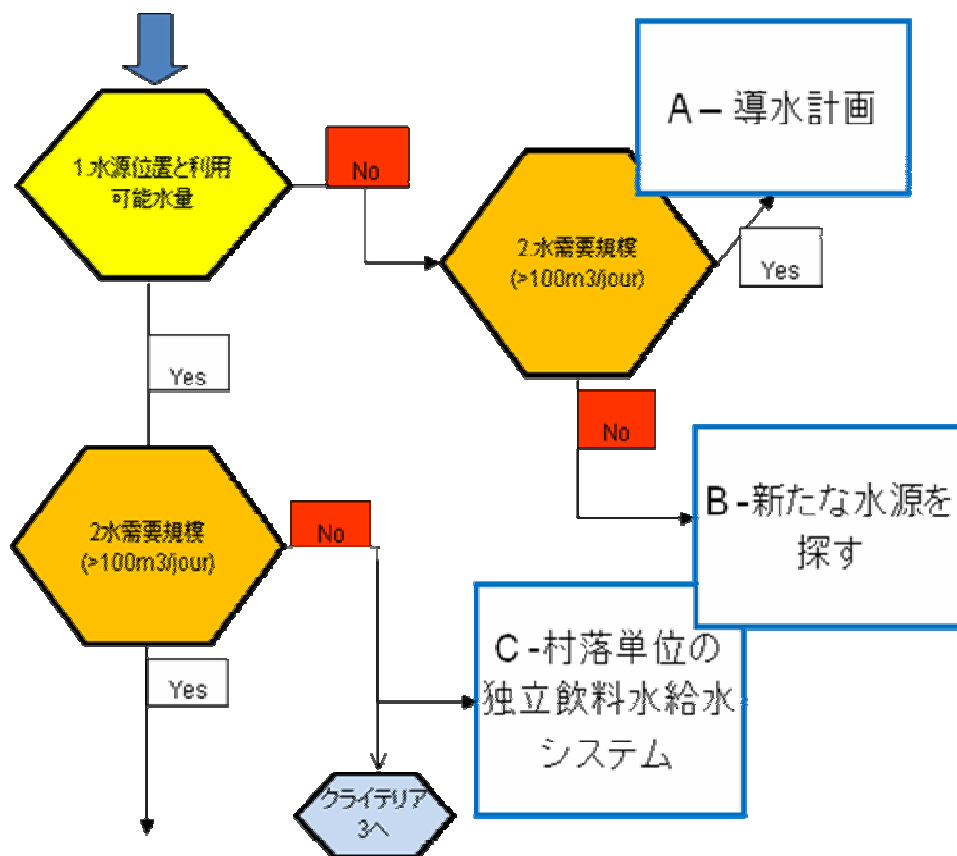 A – 導水計画
1.水源位置と利用
可能水量
No
2.水需要規模
(>100m3/jour)
Yes
Yes
No
B -新たな水源を
探す
2水需要規模
(>100m3/jour)
No
C -村落単位の
独立飲料水給水
システム
Yes
クライテリア
3へ